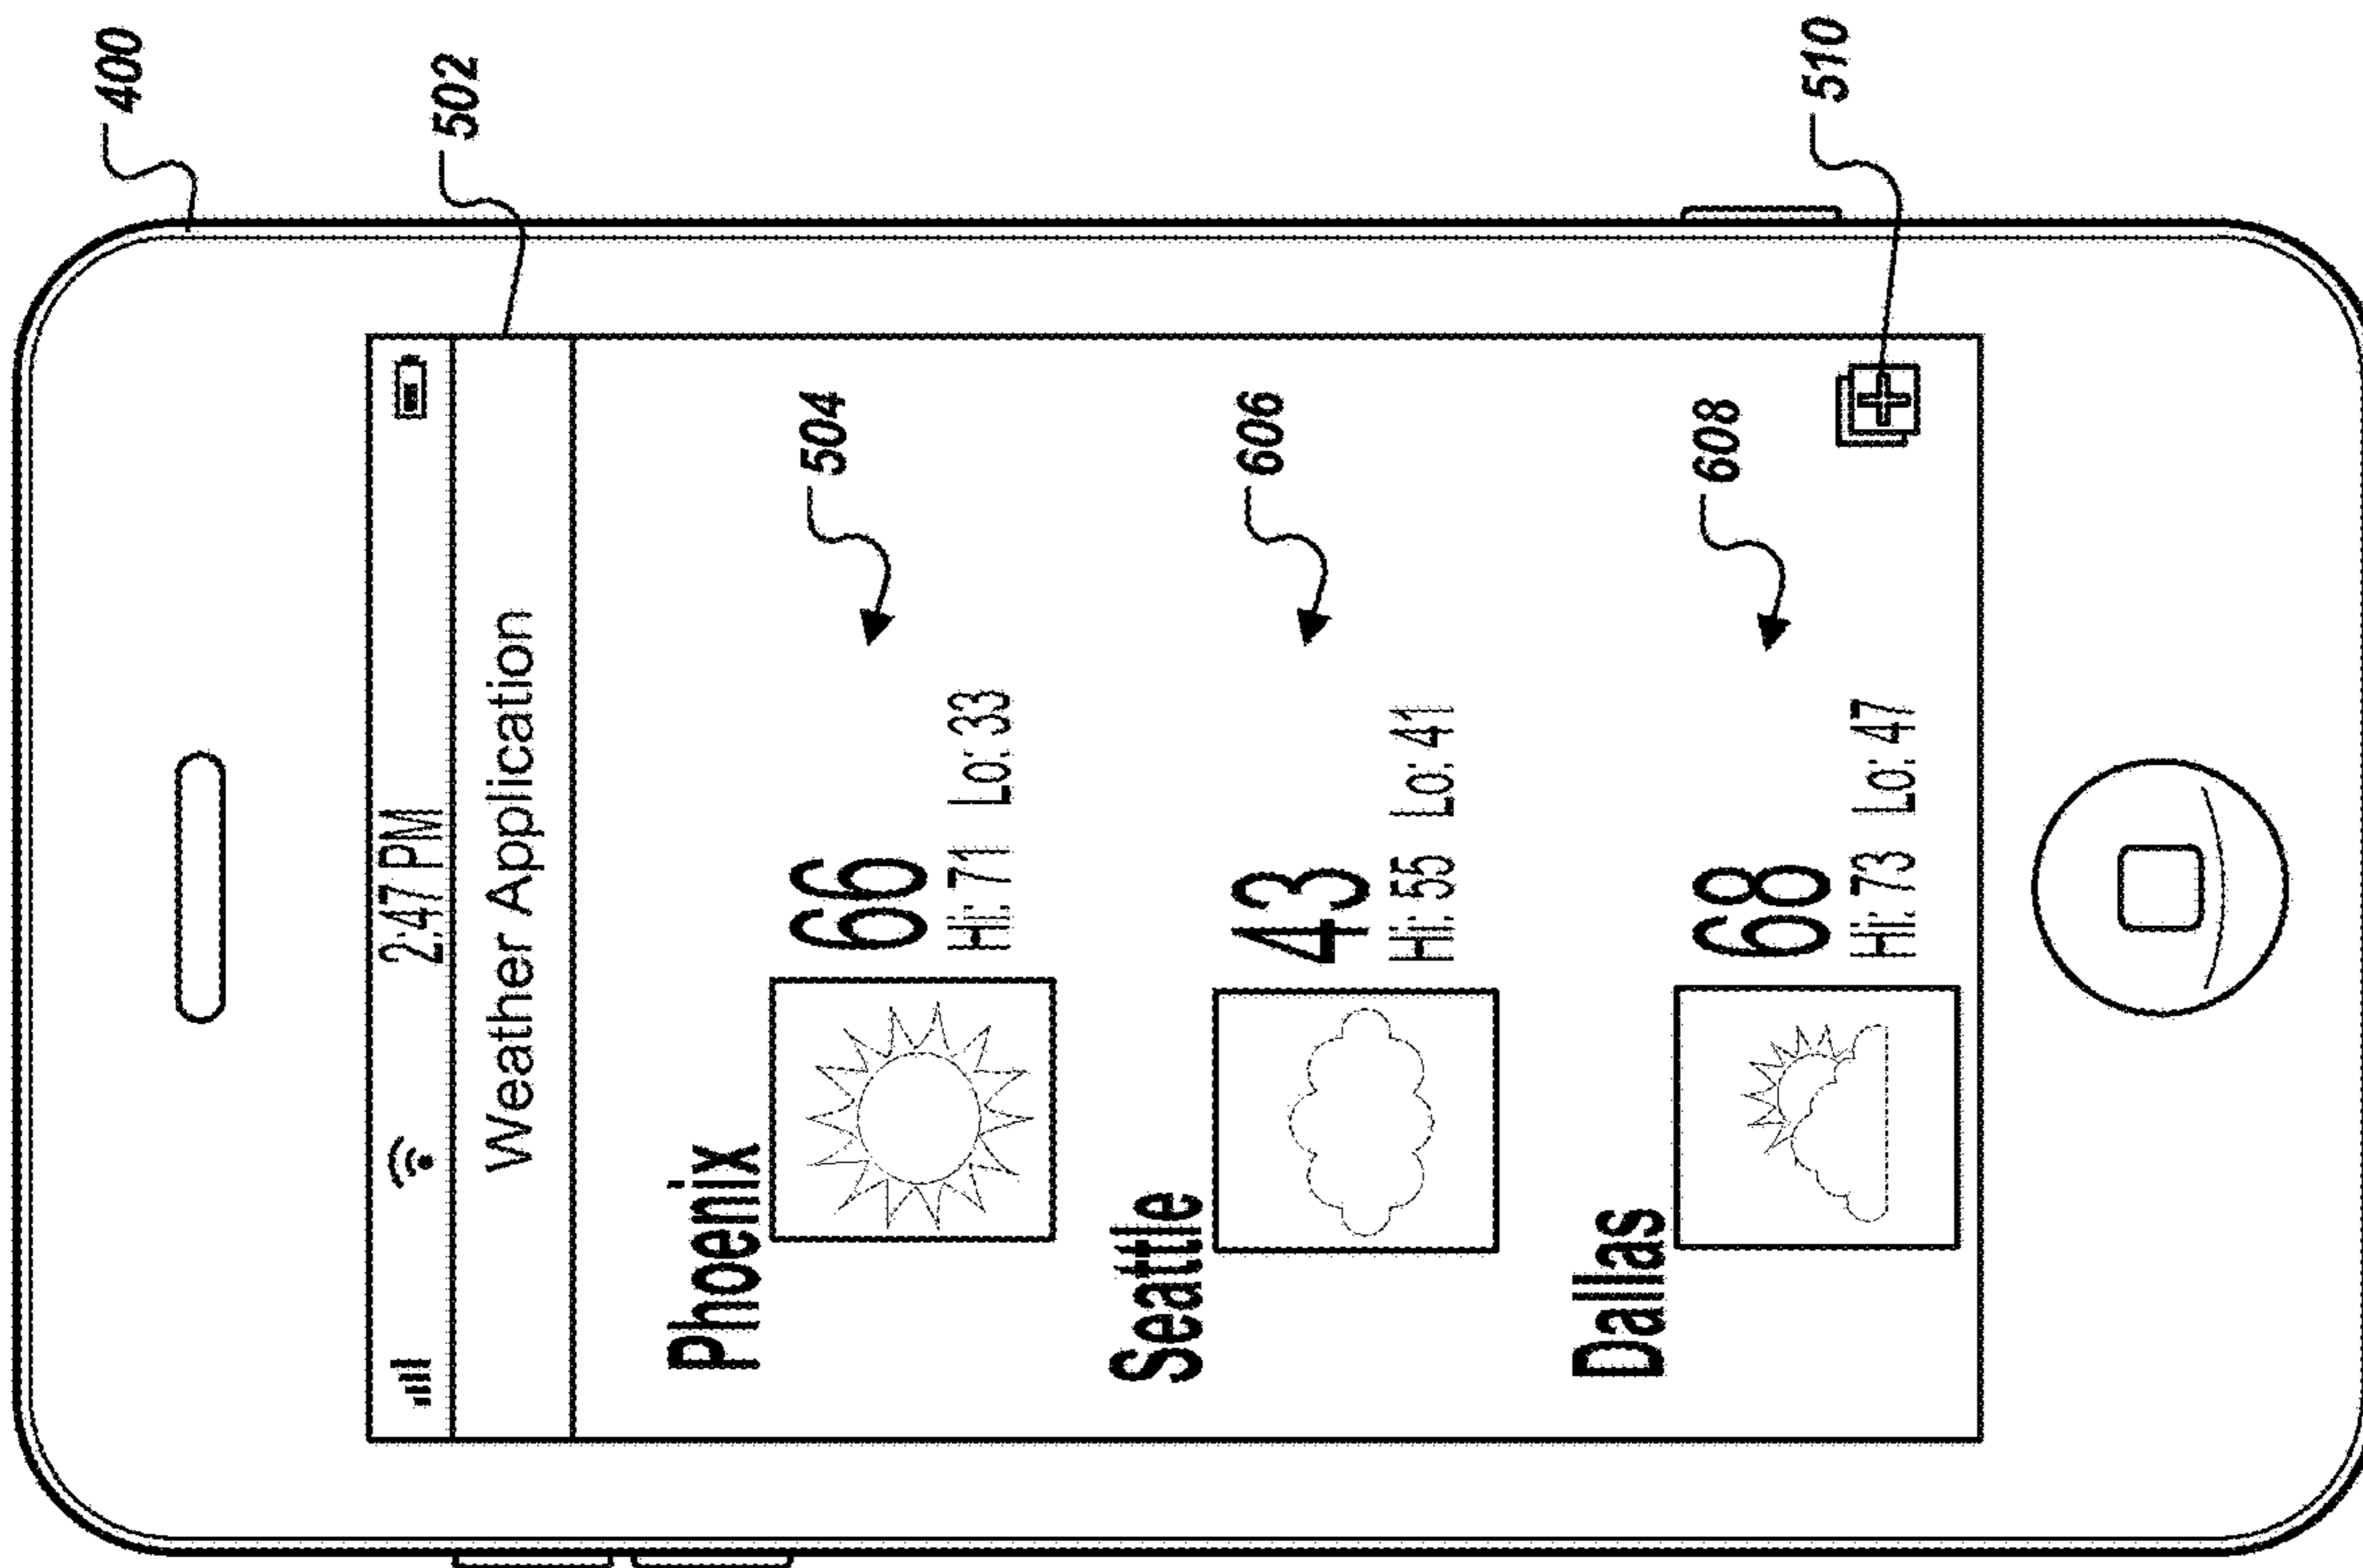 400
2:47 PM
502
Weather Application
Phoenix
504
66
Hi: 71 Lo: 33
Seattle
606
43
Hi: 55 Lo: 41
Dallas
608
68
Hi: 73 Lo: 47
510